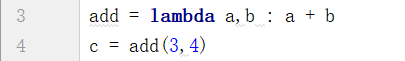 3 add = lambda a,b : a + b
4 c = add(3,4)